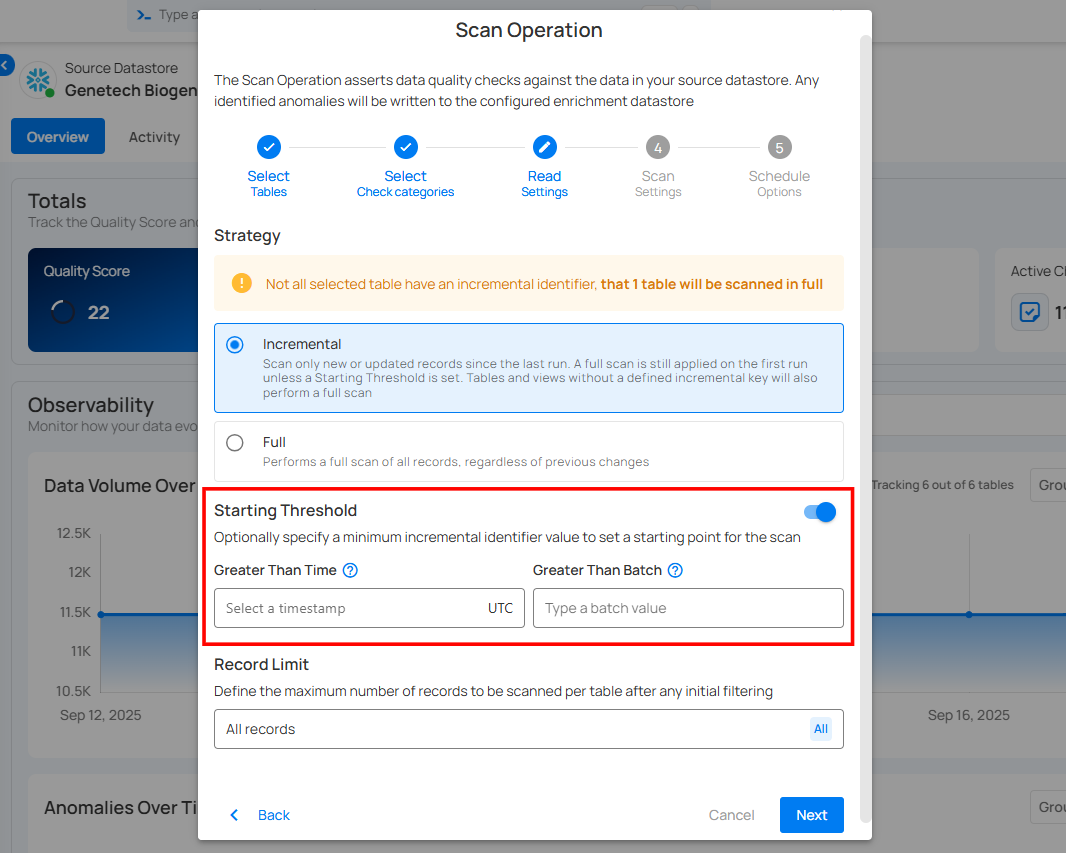 Type a
Scan Operation
Source Datastore
Genetech Biogen
The Scan Operation asserts data quality checks against the data in your source datastore. Any
identified anomalies will be written to the configured enrichment datastore
Overview
Activity
4
5
Select
Tables
Select
Check categories
Read
Settings
Scan
Settings
Schedule
Options
Totals
Track the Quality Score and
Strategy
Quality Score
22
Active
Not all selected table have an incremental identifier, that 1 table will be scanned in full
Incremental
Scan only new or updated records since the last run. A full scan is still applied on the first run
unless a Starting Threshold is set. Tables and views without a defined incremental key will also
perform a full scan
Observability
Monitor how your data evo
Full
Performs a full scan of all records, regardless of previous changes
Data Volume Over
Tracking 6 out of 6 tables
Grou
Starting Threshold
Optionally specify a minimum incremental identifier value to set a starting point for the scan
12.5K
12K
11.5K
11K
10.5K
Sep 12, 2025
Sep 16, 2025
Greater Than Time ?
Greater Than Batch ?
Select a timestamp
UTC
Type a batch value
Record Limit
Define the maximum number of records to be scanned per table after any initial filtering
All records
All
Anomalies Over Ti
Grou
Back
Cancel
Next